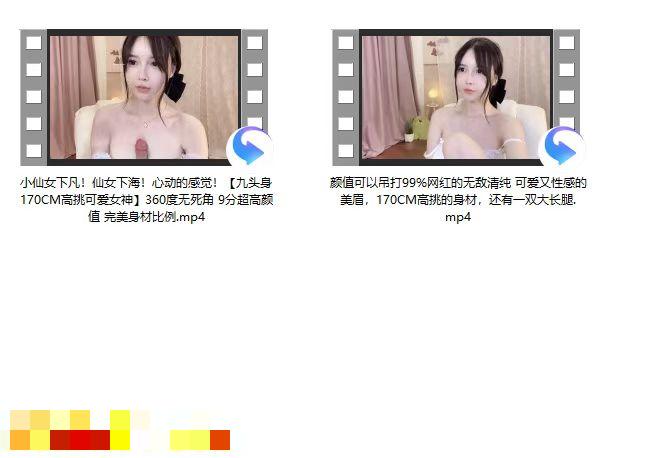 小仙女下凡！仙女下海！心动的感觉！【九头身
170CM高挑可爱女神】360度无死角 9分超高颜
值 完美身材比例.mp4
颜值可以吊打99%网红的无敌清纯 可爱又性感的
美眉，170CM高挑的身材，还有一双大长腿.
mp4